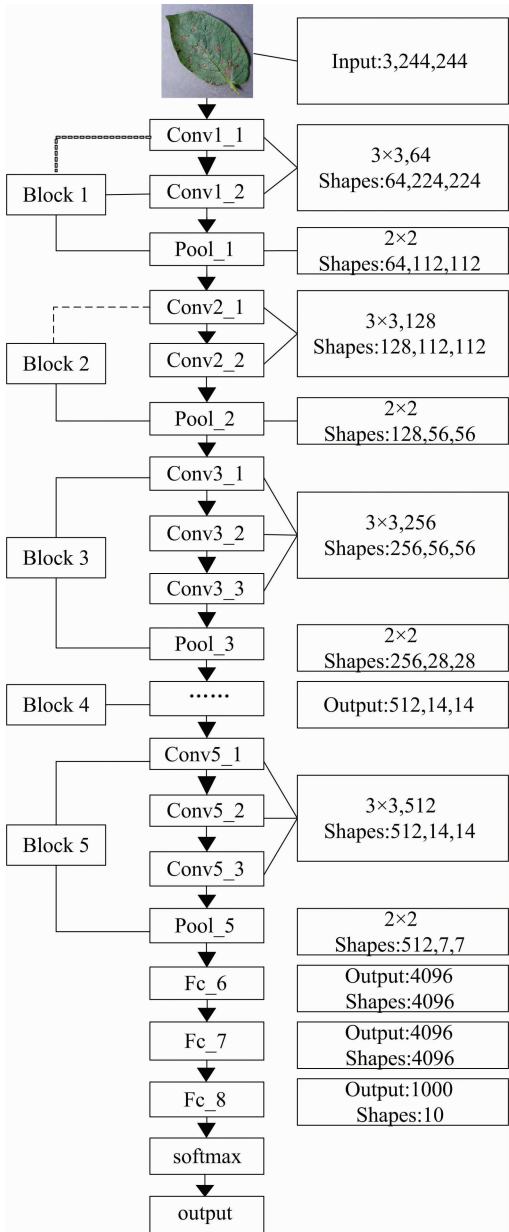 Input:3,244,244
Conv1_1
3×3,64
Shapes:64,224,224
Block 1
Conv1_2
Pool_1
2×2
Shapes:64,112,112
Conv2_1
3×3,128
Shapes:128,112,112
Block 2
Conv2_2
Pool_2
2×2
Shapes:128,56,56
Conv3_1
3×3,256
Shapes:256,56,56
Block 3
Conv3_2
Conv3_3
Pool_3
2×2
Shapes:256,28,28
Block 4
······
Output:512,14,14
Conv5_1
3×3,512
Shapes:512,14,14
Block 5
Conv5_2
Conv5_3
Pool_5
2×2
Shapes:512,7,7
Fc_6
Output:4096
Shapes:4096
Fc_7
Output:4096
Shapes:4096
Fc_8
Output:1000
Shapes:10
softmax
output